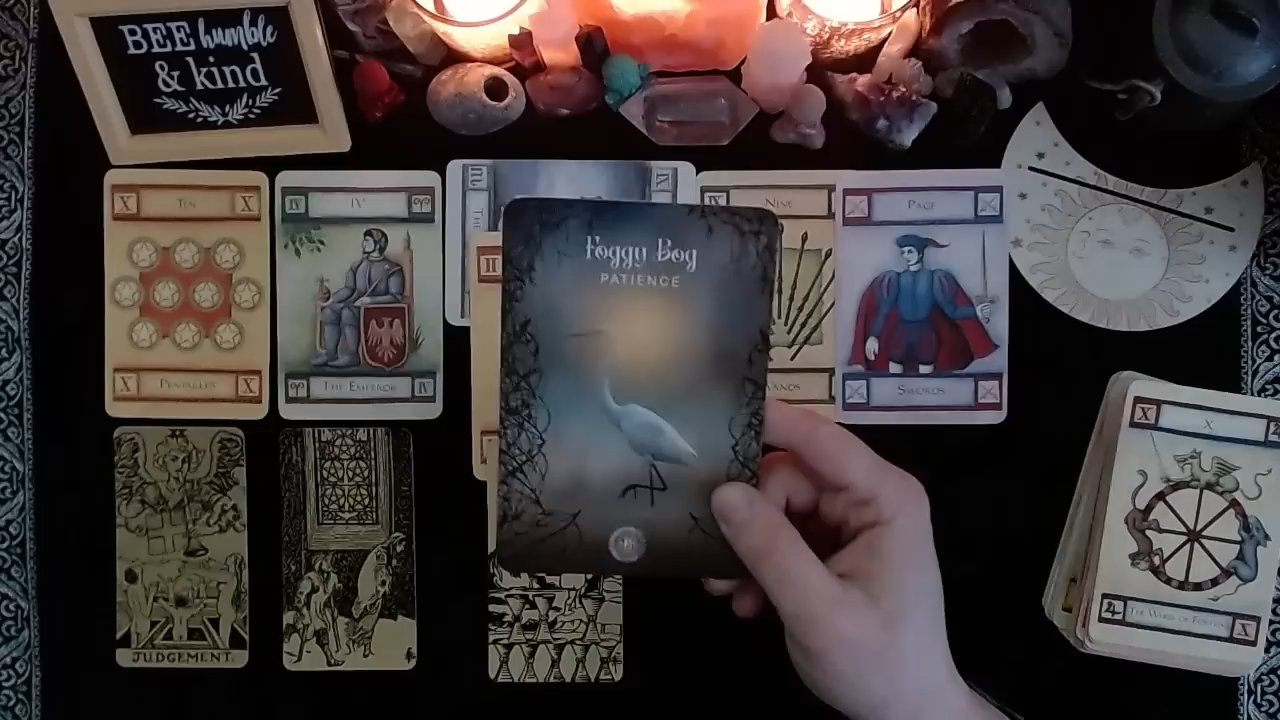 BEE humble
& kind
X TEN X
IV IV
NINE
PAGE
Foggy Bog
PATIENCE
II
X PENTACLES X
THE EMPEROR IV
WANDS
SWORDS
X X
THE WHEEL OF FORTUNE X
JUDGEMENT.